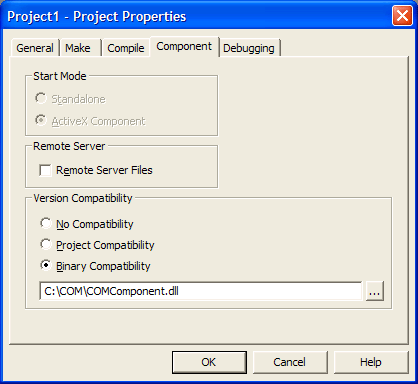 Project1 - Project Properties
General Make Compile Component Debugging
Start Mode
Standalone
ActiveX Component
Remote Server
Remote Server Files
Version Compatibility
No Compatibility
Project Compatibility
Binary Compatibility
C:\COM\COMComponent.dll ...
OK Cancel Help